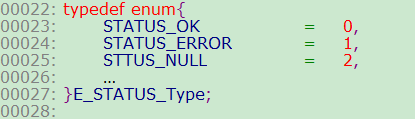 00022: typedef enum{
00023: STATUS_OK = 0,
00024: STATUS_ERROR = 1,
00025: STTUS_NULL = 2,
00026: …
00027: }E_STATUS_Type;
00028: